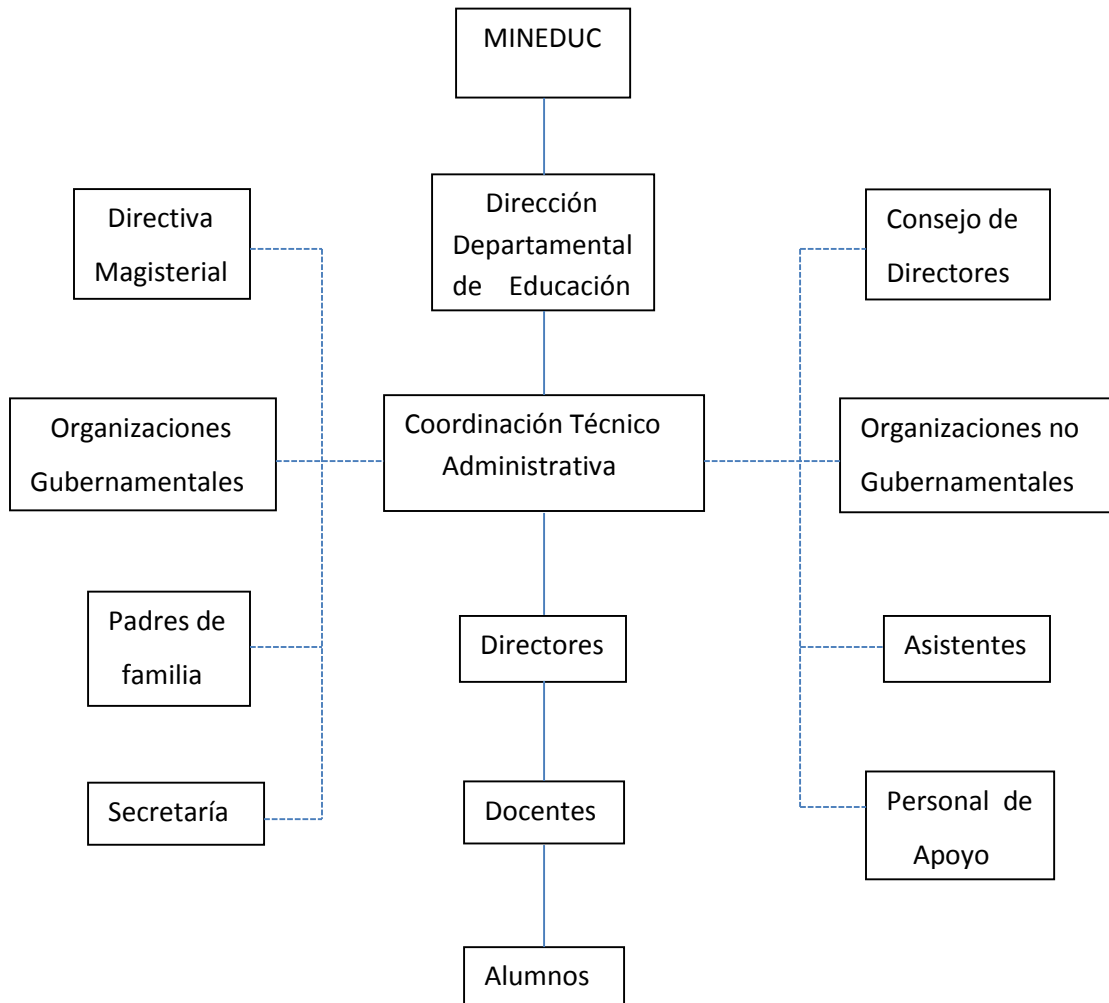 MINEDUC
Directiva
Magisterial
Dirección
Departamental
de Educación
Consejo de
Directores
Organizaciones
Gubernamentales
Coordinación Técnico
Administrativa
Organizaciones no
Gubernamentales
Padres de
familia
Directores
Asistentes
Secretaría
Docentes
Personal de
Apoyo
Alumnos